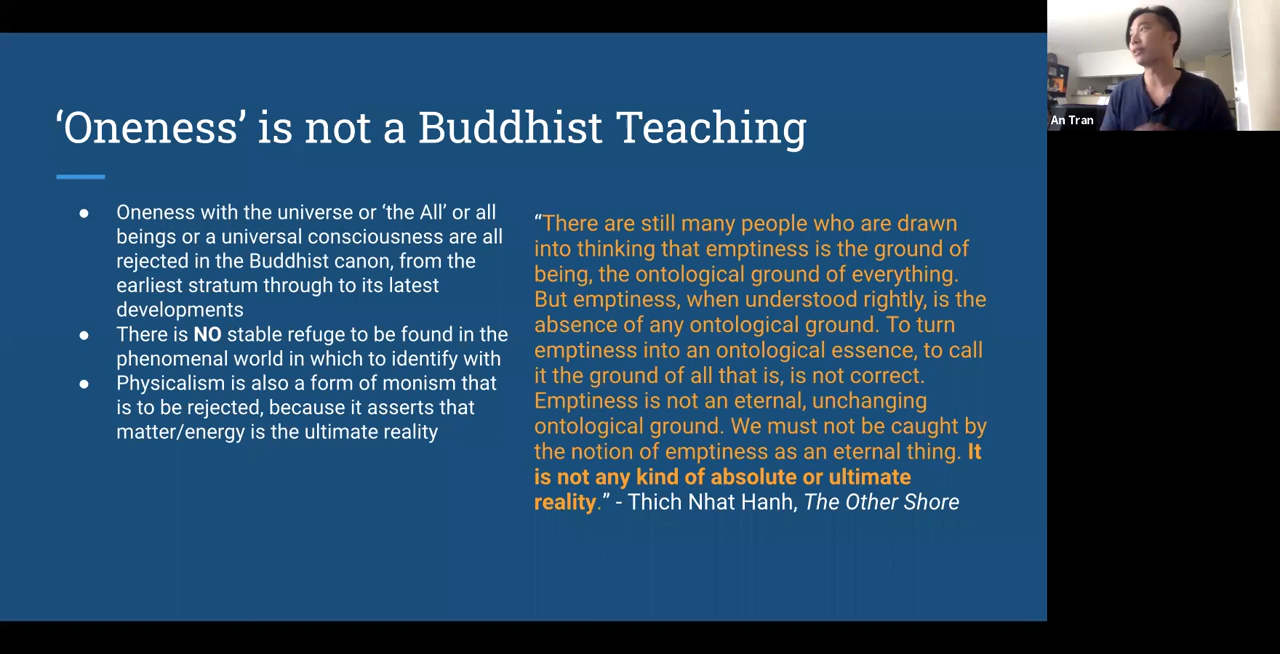 ‘Oneness’ is not a Buddhist Teaching
● Oneness with the universe or ‘the All’ or all
beings or a universal consciousness are all
rejected in the Buddhist canon, from the
earliest stratum through to its latest
developments
● There is NO stable refuge to be found in the
phenomenal world in which to identify with
● Physicalism is also a form of monism that
is to be rejected, because it asserts that
matter/energy is the ultimate reality
“There are still many people who are drawn
into thinking that emptiness is the ground of
being, the ontological ground of everything.
But emptiness, when understood rightly, is the
absence of any ontological ground. To turn
emptiness into an ontological essence, to call
it the ground of all that is, is not correct.
Emptiness is not an eternal, unchanging
ontological ground. We must not be caught by
the notion of emptiness as an eternal thing. It
is not any kind of absolute or ultimate
reality.” - Thich Nhat Hanh, The Other Shore
An Tran